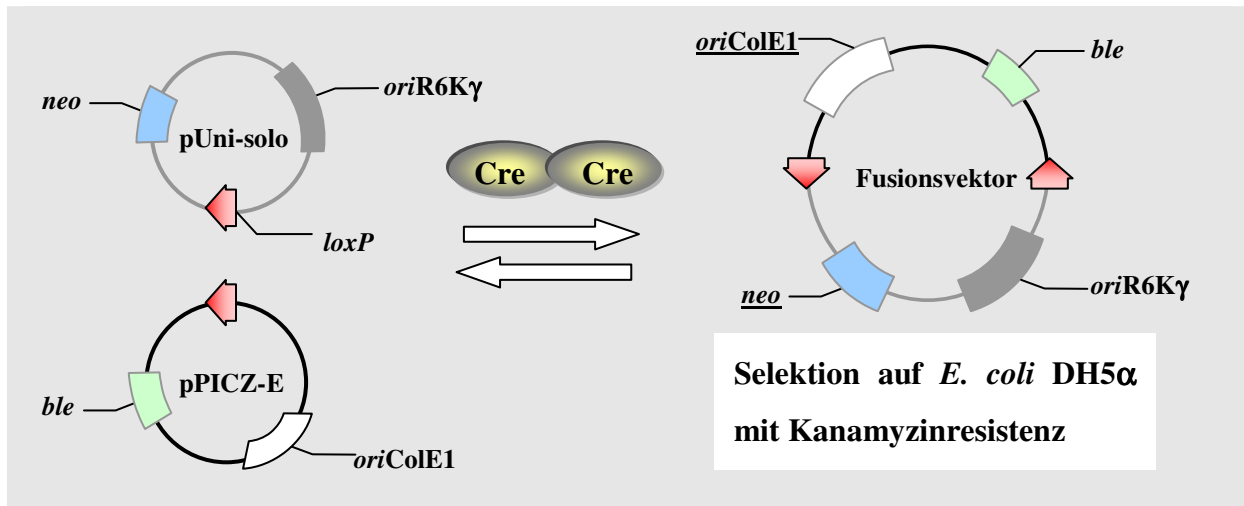 neo
oriR6Kγ
pUni-solo
loxP
pPICZ-E
ble
oriColE1
Cre
Cre
oriColE1
ble
Fusionsvektor
neo
oriR6Kγ
Selektion auf E. coli DH5α
mit Kanamyzinresistenz